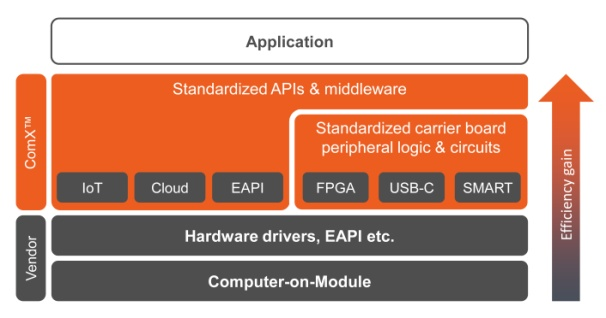 Application
ComX™
Standardized APIs & middleware
Standardized carrier board
peripheral logic & circuits
IoT
Cloud
EAPI
FPGA
USB-C
SMART
Vendor
Hardware drivers, EAPI etc.
Computer-on-Module
Efficiency gain